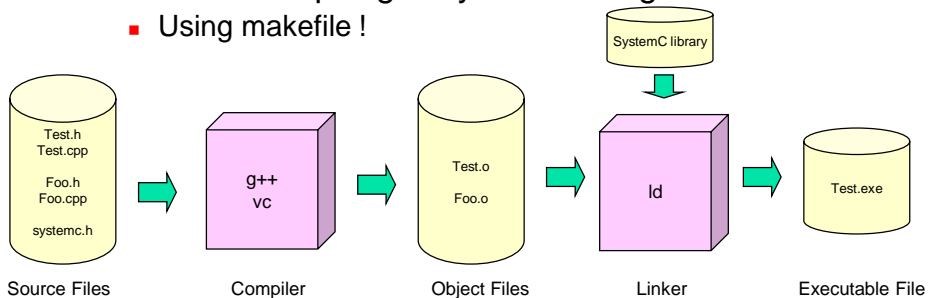 Using makefile !
SystemC library
Test.h
Test.cpp
Foo.h
Foo.cpp
systemc.h
g++
vc
Test.o
Foo.o
ld
Test.exe
Source Files
Compiler
Object Files
Linker
Executable File